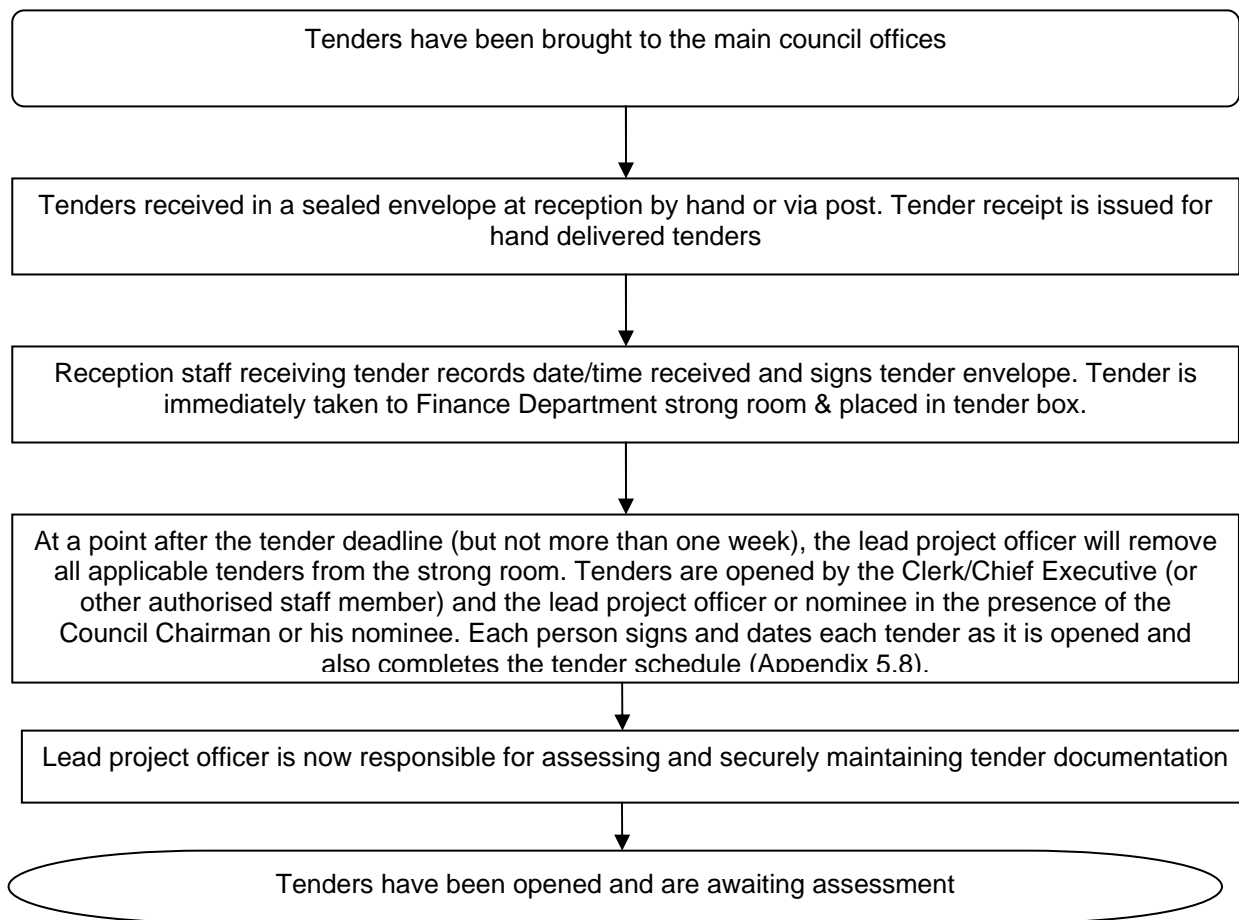 Tenders have been brought to the main council offices
Tenders received in a sealed envelope at reception by hand or via post. Tender receipt is issued for
hand delivered tenders
Reception staff receiving tender records date/time received and signs tender envelope. Tender is
immediately taken to Finance Department strong room & placed in tender box.
At a point after the tender deadline (but not more than one week), the lead project officer will remove
all applicable tenders from the strong room. Tenders are opened by the Clerk/Chief Executive (or
other authorised staff member) and the lead project officer or nominee in the presence of the
Council Chairman or his nominee. Each person signs and dates each tender as it is opened and
also completes the tender schedule (Appendix 5.8).
Lead project officer is now responsible for assessing and securely maintaining tender documentation
Tenders have been opened and are awaiting assessment